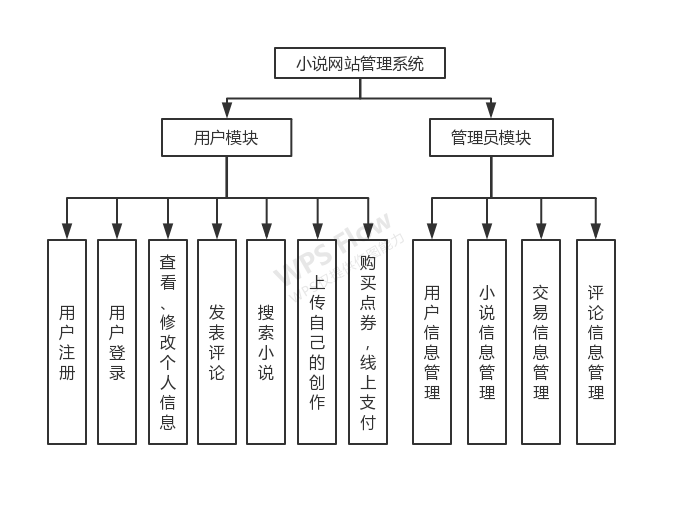 小说网站管理系统
用户模块
管理员模块
用户注册
用户登录
查看、修改个人信息
发表评论
搜索小说
上传自己的创作
购买点券,线上支付
用户信息管理
小说信息管理
交易信息管理
评论信息管理
WPS Flow